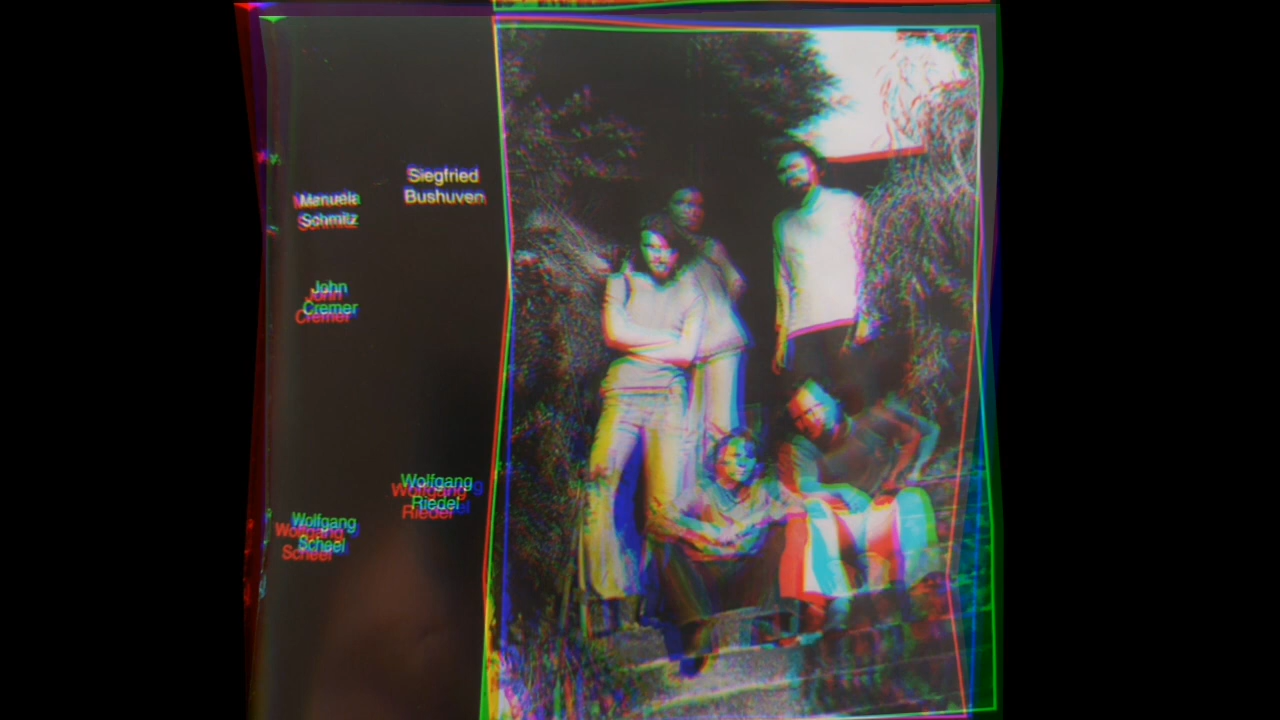 Siegfried
Bushuven
Manuela
Schmitz
John
Cremer
Wolfgang
Riedel
Wolfgang
Scheel